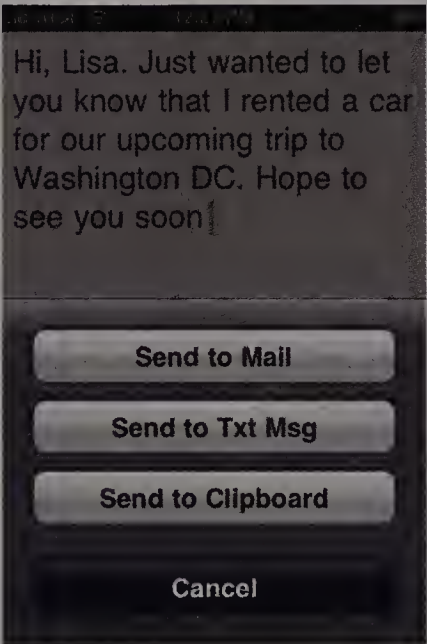 Hi, Lisa. Just wanted to let
you know that I rented a car
for our upcoming trip to
Washington DC. Hope to
see you soon
Send to Mail
Send to Txt Msg
Send to Clipboard
Cancel